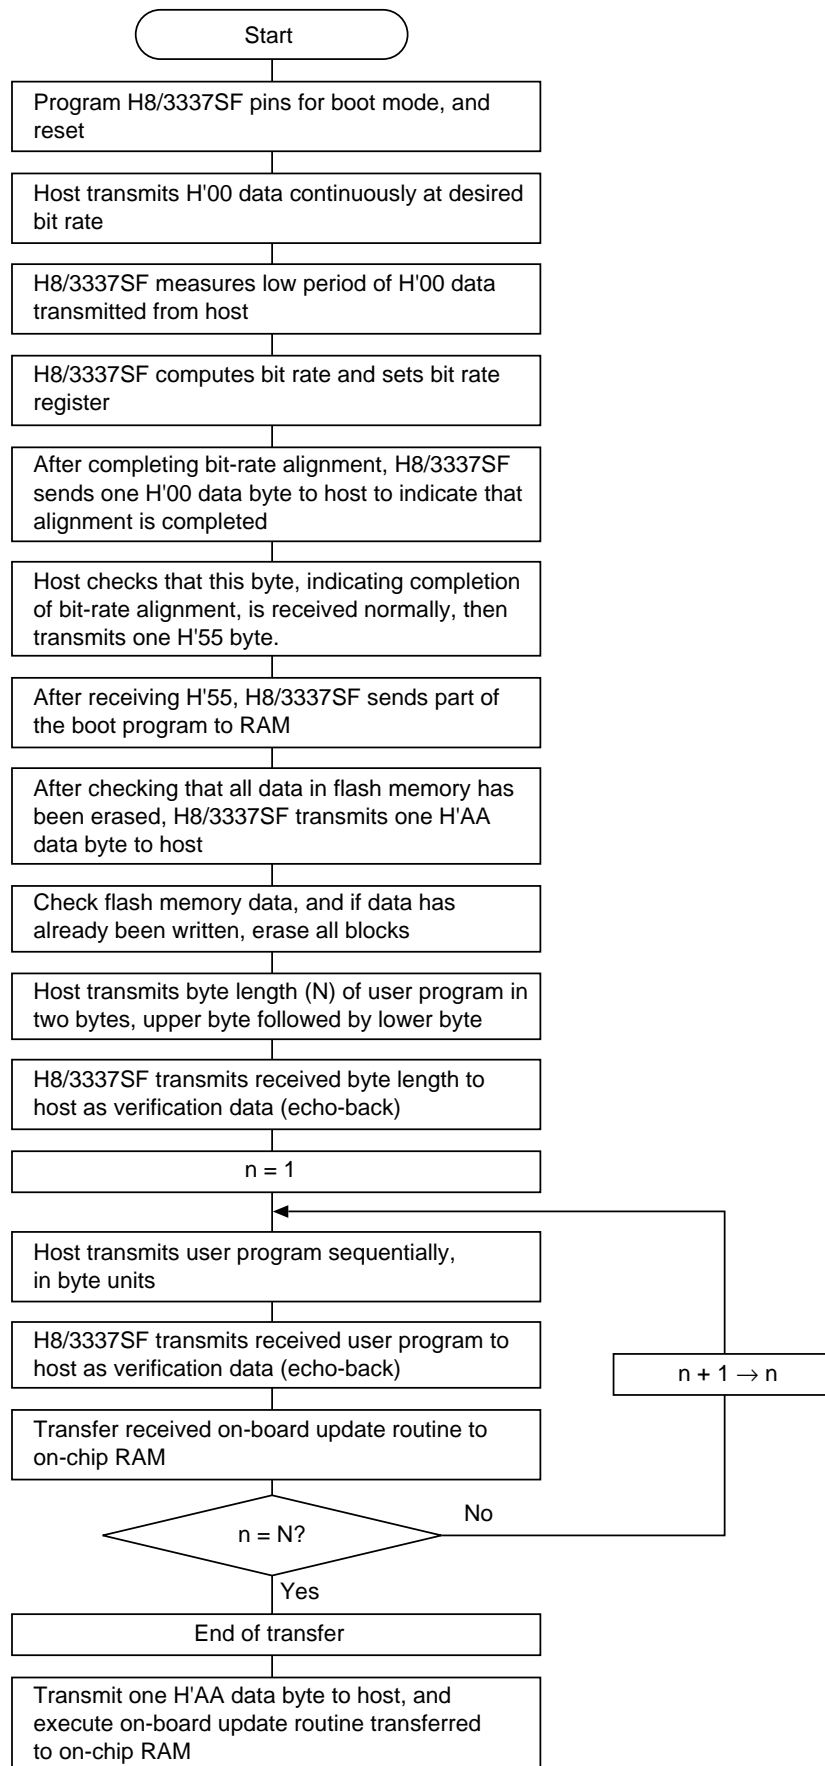 Start
Program H8/3337SF pins for boot mode, and
reset
Host transmits H'00 data continuously at desired
bit rate
H8/3337SF measures low period of H'00 data
transmitted from host
H8/3337SF computes bit rate and sets bit rate
register
After completing bit-rate alignment, H8/3337SF
sends one H'00 data byte to host to indicate that
alignment is completed
Host checks that this byte, indicating completion
of bit-rate alignment, is received normally, then
transmits one H'55 byte.
After receiving H'55, H8/3337SF sends part of
the boot program to RAM
After checking that all data in flash memory has
been erased, H8/3337SF transmits one H'AA
data byte to host
Check flash memory data, and if data has
already been written, erase all blocks
Host transmits byte length (N) of user program in
two bytes, upper byte followed by lower byte
H8/3337SF transmits received byte length to
host as verification data (echo-back)
n = 1
Host transmits user program sequentially,
in byte units
H8/3337SF transmits received user program to
host as verification data (echo-back)
n + 1 → n
Transfer received on-board update routine to
on-chip RAM
n = N?
No
Yes
End of transfer
Transmit one H'AA data byte to host, and
execute on-board update routine transferred
to on-chip RAM